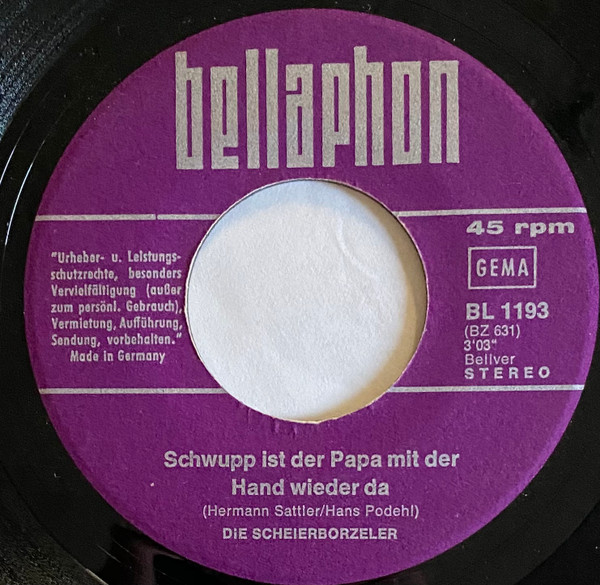 bellaphon
45 rpm
GEMA
BL 1193
(BZ 631)
3'03"
Bellver
STEREO
"Urheber- u. Leistungs-
schutzrechte, besonders
Vervielfältigung (außer
zum persönl. Gebrauch),
Vermietung, Aufführung,
Sendung, vorbehalten."
Made in Germany
Schwupp ist der Papa mit der
Hand wieder da
(Hermann Sattler/Hans Podehl)
DiE SCHEIERBORZELER